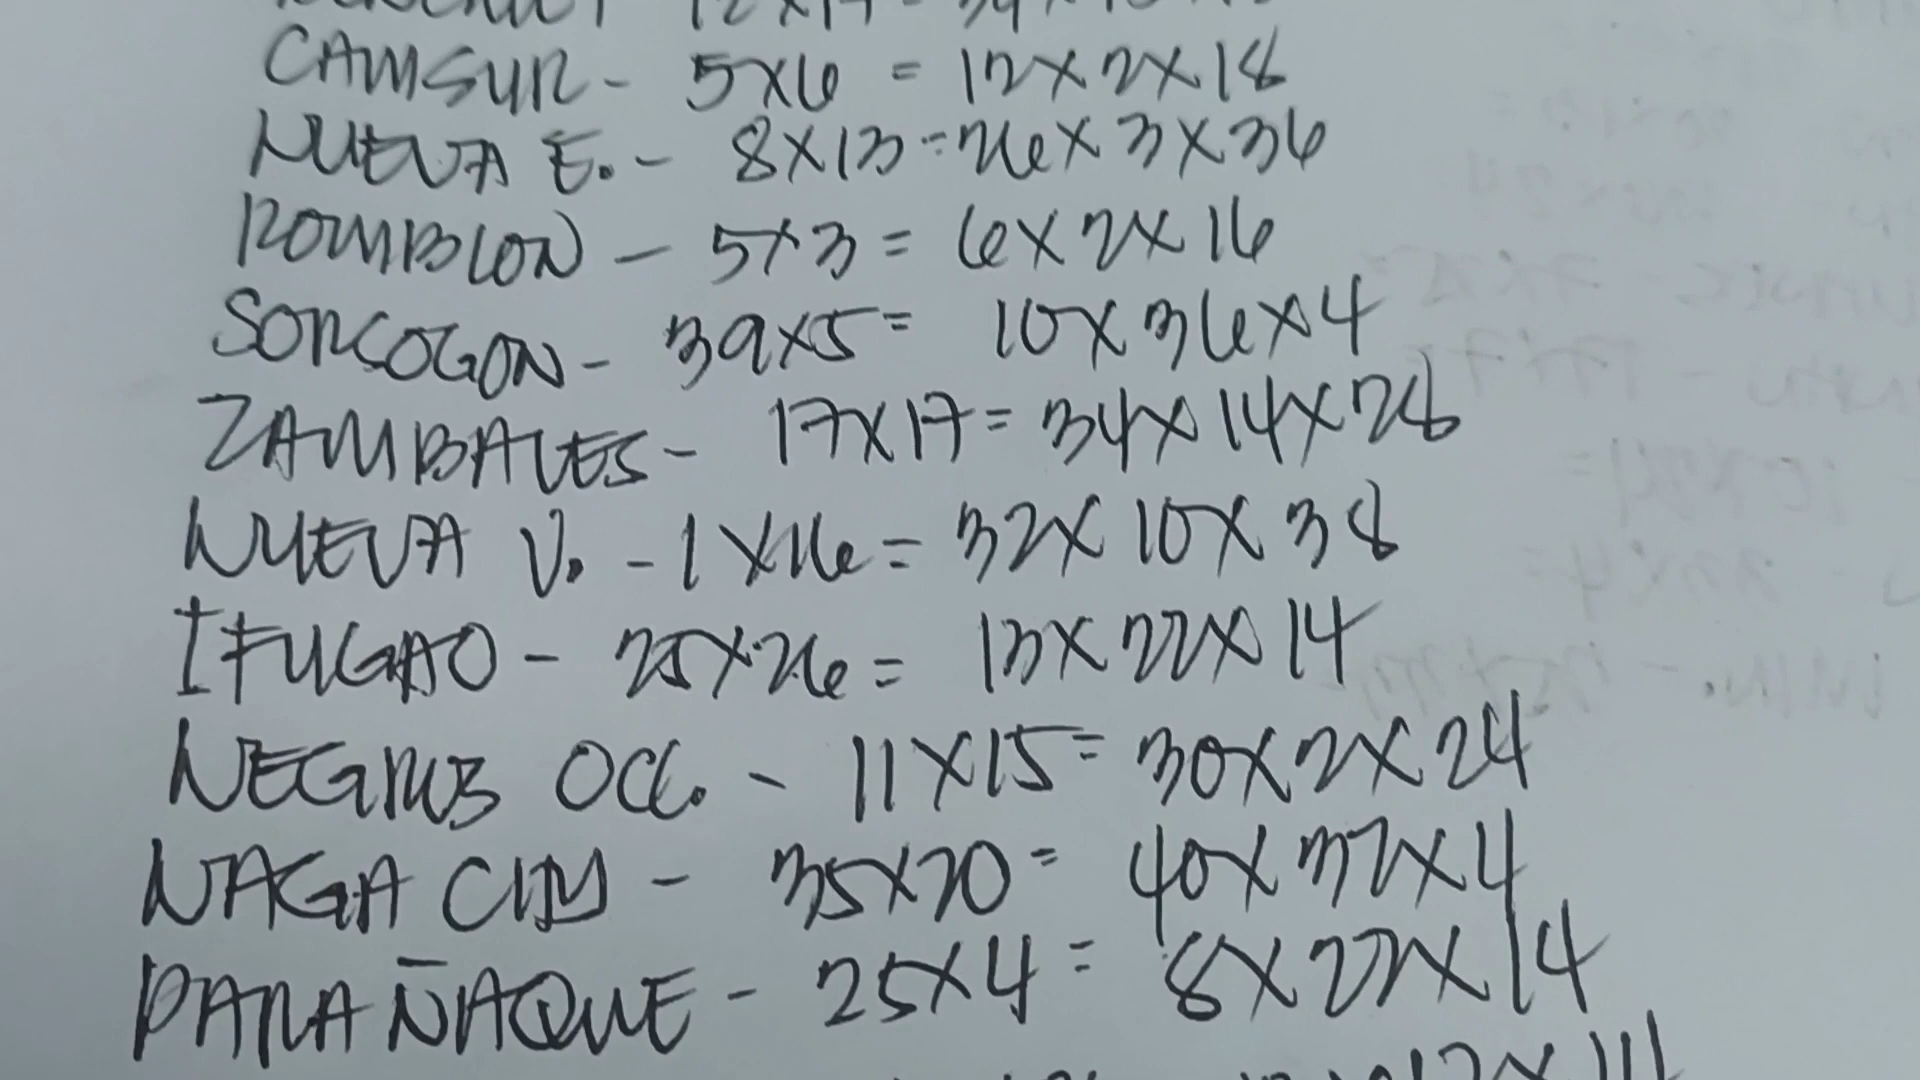 CAMSUR - 5X6 = 12X2X18
NUEVA E. - 8X13 = 26X3X36
ROMBLON - 5X3 = 6X2X16
SORSOGON - 39X5 = 10X36X4
ZAMBALES - 17X17 = 34X14X28
NUEVA V. - 1X16 = 32X10X38
IFUGAO - 25X26 = 13X22X14
NEGROS OCC. - 11X15 = 30X2X24
NAGA CITY - 35X20 = 40X32X4
PARAÑAQUE - 25X4 = 8X22X14